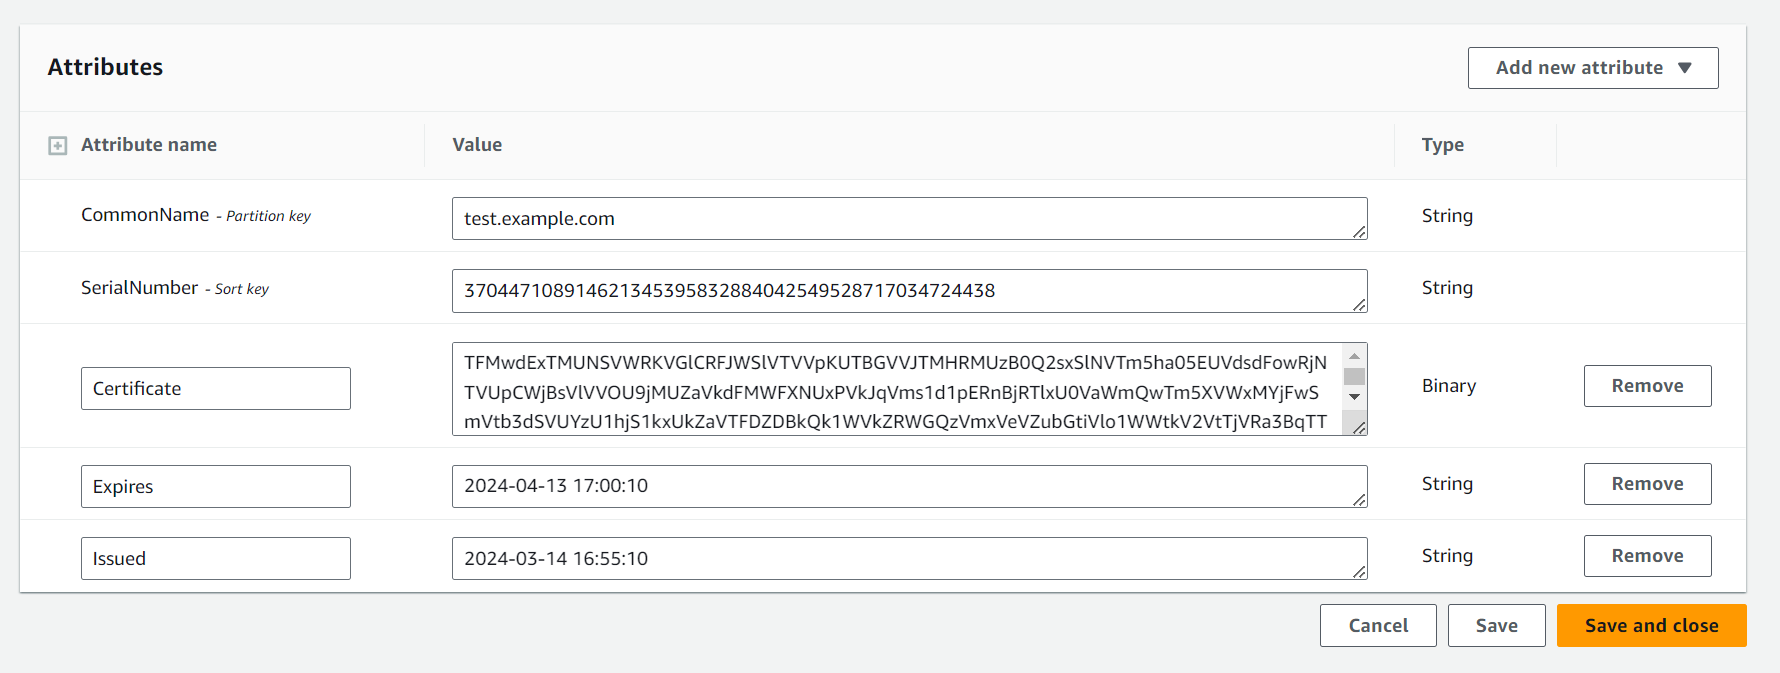 Attributes
Add new attribute
Attribute name Value Type
CommonName - Partition key test.example.com String
SerialNumber - Sort key 370447108914621345395832884042549528717034724438 String
TFMwdExTMUNSVWRKVGlCRFJWSlVTVVpKUTBGVVJTMHRMUzB0Q2sxSlNVTm5ha05EUVdsdFowRjN
Certificate TVUpCWjBsVlVVOU9jMUZaVkdFMWFXNUxPVkJqVms1d1pERnBjRTlxU0VaWmQwTm5XVWxMYjFwS Binary Remove
mVtb3dSVUYzU1hjS1kxUkZaVTFDZDBkQk1WVkZRWGQzVmxVeVZubGtiVlo1WWtkV2VtTjVRa3BqTT
Expires 2024-04-13 17:00:10 String Remove
Issued 2024-03-14 16:55:10 String Remove
Cancel Save Save and close